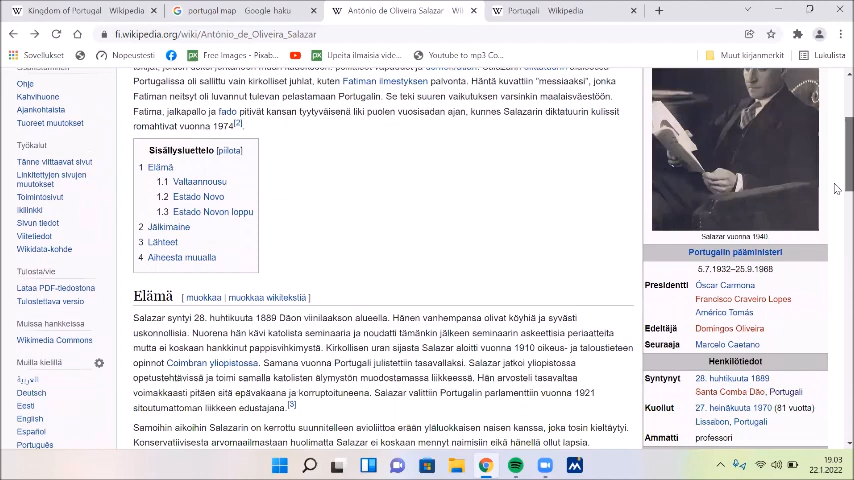 Kingdom of Portugal - Wikipedia
portugal map - Google haku
António de Oliveira Salazar - Wil
Portugali – Wikipedia
fi.wikipedia.org/wiki/António_de_Oliveira_Salazar
Sovellukset
Nopeustesti
Free Images - Pixab...
Upeita ilmaisia vide...
Youtube to mp3 Co...
Muut kirjanmerkit
Lukulista
Portugalissa oli sallittu vain kirkolliset juhlat, kuten Fatiman ilmestyksen palvonta. Häntä kuvattiin "messiaaksi", jonka
Fatiman neitsyt oli luvannut tulevan pelastamaan Portugalin. Se teki suuren vaikutuksen varsinkin maalaisväestöön.
Fatima, jalkapallo ja fado pitivät kansan tyytyväisenä liki puolen vuosisadan ajan, kunnes Salazarin diktatuurin kulissit
romahtivat vuonna 1974[2].
Ohje
Kahvihuone
Ajankohtaista
Tuoreet muutokset
Työkalut
Tänne viittaavat sivut
Linkitettyjen sivujen
muutokset
Toimintosivut
Ikilinkki
Sivun tiedot
Viitetiedot
Wikidata-kohde
Tulosta/vie
Lataa PDF-tiedostona
Tulostettava versio
Muissa hankkeissa
Wikimedia Commons
Muilla kielillä
العربية
Deutsch
Eesti
English
Español
Português
Sisällysluettelo [piilota]
1 Elämä
1.1 Valtaannousu
1.2 Estado Novo
1.3 Estado Novon loppu
2 Jälkimaine
3 Lähteet
4 Aiheesta muualla
Elämä [ muokkaa | muokkaa wikitekstiä ]
Salazar syntyi 28. huhtikuuta 1889 Dãon viinilaakson alueella. Hänen vanhempansa olivat köyhiä ja syvästi
uskonnollisia. Nuorena hän kävi katolista seminaaria ja noudatti tämänkin jälkeen seminaarin askeettisia periaatteita
mutta ei koskaan hankkinut pappisvihkimystä. Kirkollisen uran sijasta Salazar aloitti vuonna 1910 oikeus- ja taloustieteen
opinnot Coimbran yliopistossa. Samana vuonna Portugali julistettiin tasavallaksi. Salazar jatkoi yliopistossa
opetustehtävissä ja toimi samalla katolisten älymystön muodostamassa liikkeessä. Hän arvosteli tasavaltaa
voimakkaasti pitäen sitä epävakaana ja korruptoituneena. Salazar valittiin Portugalin parlamenttiin vuonna 1921
sitoutumattoman liikkeen edustajana.[3]
Samoihin aikoihin Salazarin on kerrottu suunnitelleen avioliittoa erään yläluokkaisen naisen kanssa, joka tosin kieltäytyi.
Konservatiivisesta arvomaailmastaan huolimatta Salazar ei koskaan mennyt naimisiin eikä hänellä ollut lapsia.
Salazar vuonna 1940
Portugalin pääministeri
5.7.1932–25.9.1968
Presidentti Óscar Carmona
Francisco Craveiro Lopes
Américo Tomás
Edeltäjä Domingos Oliveira
Seuraaja Marcelo Caetano
Henkilötiedot
Syntynyt 28. huhtikuuta 1889
Santa Comba Dão, Portugali
Kuollut 27. heinäkuuta 1970 (81 vuotta)
Lissabon, Portugali
Ammatti professori
19.03
22.1.2022